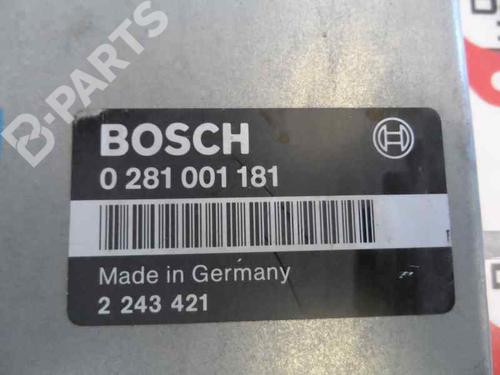 B-PARTS
BOSCH
0 281 001 181
Made in Germany
2 243 421